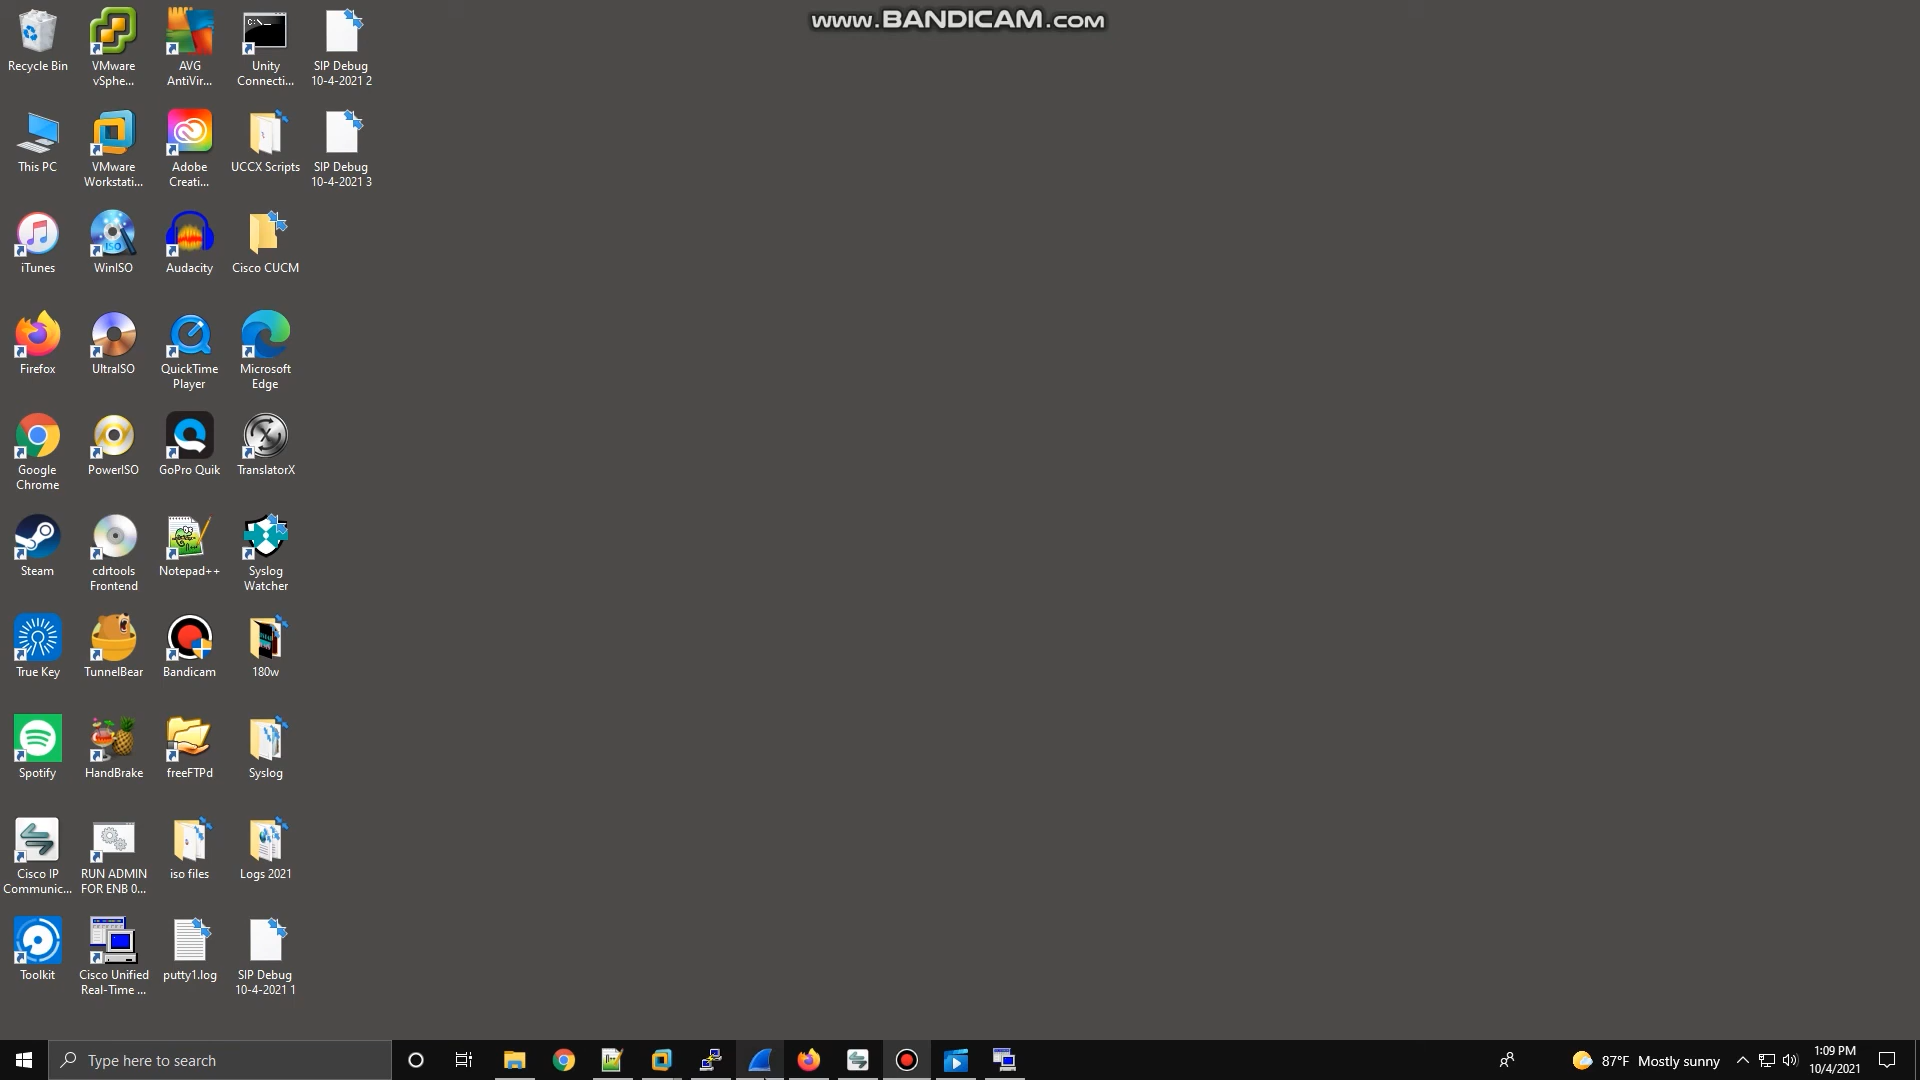 www.BANDICAM.com
Recycle Bin
VMware
vSphe...
AVG
AntiVir...
Unity
Connecti...
SIP Debug
10-4-2021 2
This PC
VMware
Workstati...
Adobe
Creati...
UCCX Scripts
SIP Debug
10-4-2021 3
iTunes
WinISO
Audacity
Cisco CUCM
Firefox
UltraISO
QuickTime
Player
Microsoft
Edge
Google
Chrome
PowerISO
GoPro Quik
TranslatorX
Steam
cdrtools
Frontend
Notepad++
Syslog
Watcher
True Key
TunnelBear
Bandicam
180w
Spotify
HandBrake
freeFTPd
Syslog
Cisco IP
Communic...
RUN ADMIN
FOR ENB 0...
iso files
Logs 2021
Toolkit
Cisco Unified
Real-Time ...
putty1.log
SIP Debug
10-4-2021 1
Type here to search
87°F Mostly sunny
1:09 PM
10/4/2021